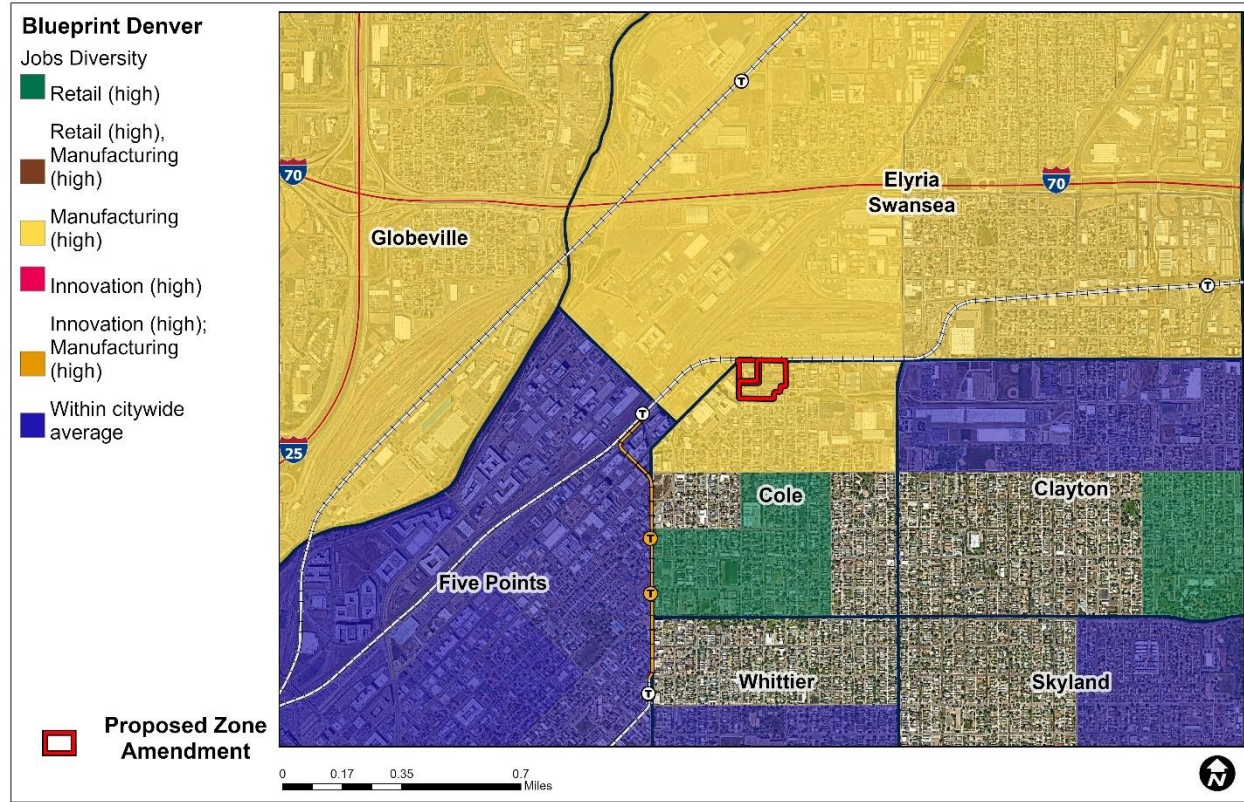 Blueprint Denver
Jobs Diversity
Retail (high)
Retail (high),
Manufacturing
(high)
Manufacturing
(high)
Innovation (high)
Innovation (high);
Manufacturing
(high)
Within citywide
average
Proposed Zone
Amendment
T
70
Elyria
Swansea
70
Globeville
T
T
25
Cole
Clayton
T
Five Points
T
Whittier
Skyland
T
0 0.17 0.35 0.7
Miles
N